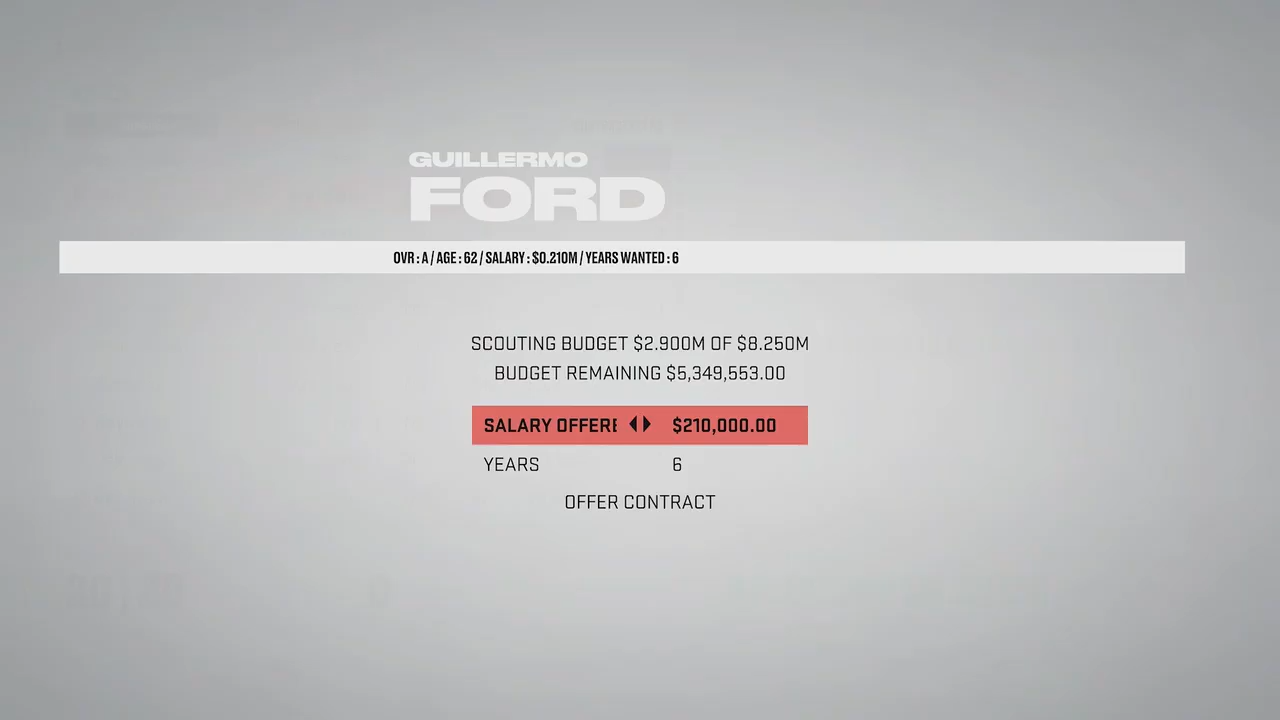 GUILLERMO
FORD
OVR : A / AGE : 62 / SALARY : $0.210M / YEARS WANTED : 6
SCOUTING BUDGET $2.900M OF $8.250M
BUDGET REMAINING $5,349,553.00
SALARY OFFERE $210,000.00
YEARS 6
OFFER CONTRACT